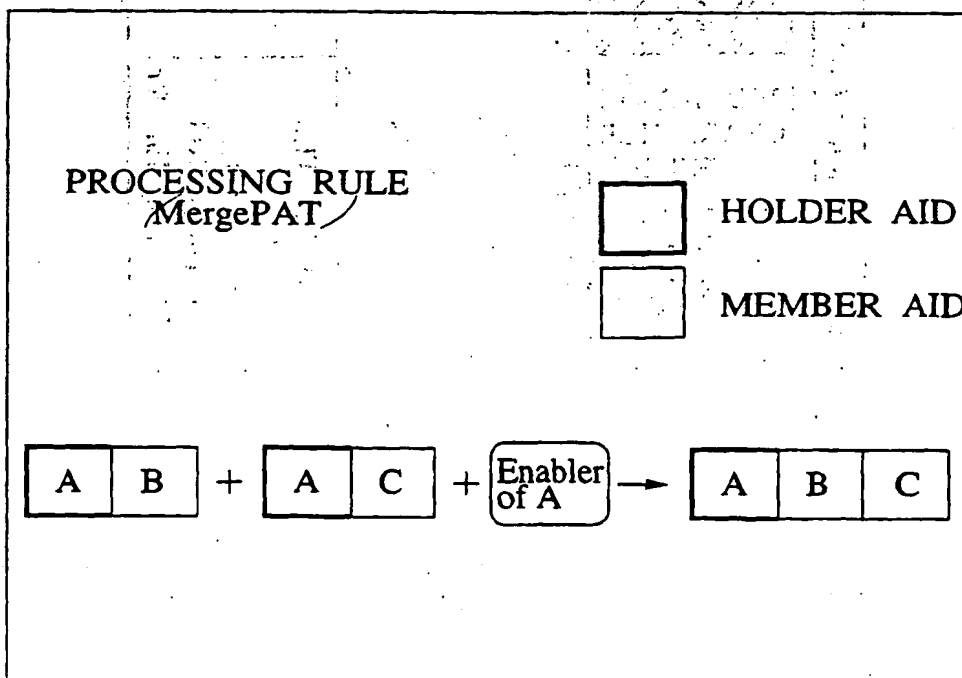 PROCESSING RULE
MergePAT
HOLDER AID
MEMBER AID
A B + A C + Enabler of A → A B C